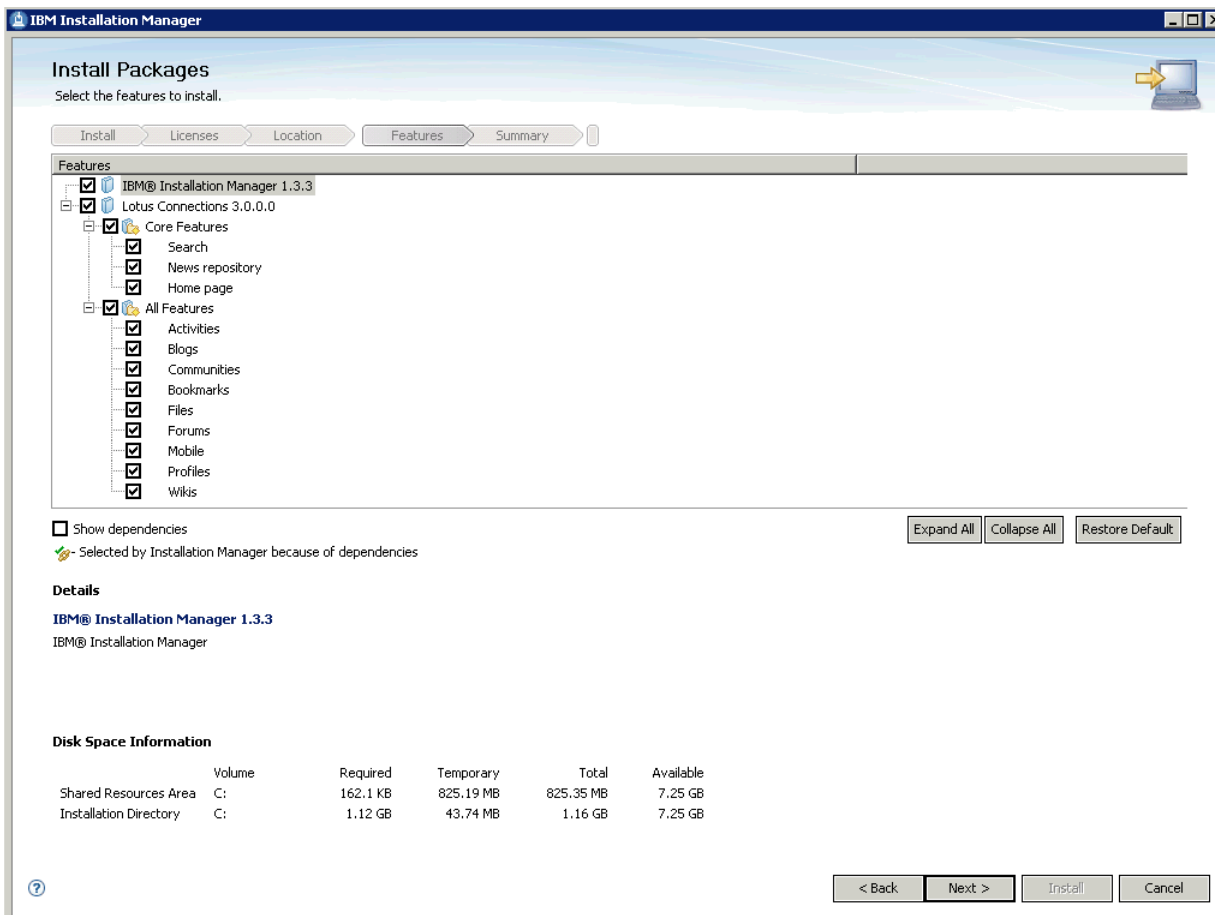 IBM Installation Manager
Install Packages
Select the features to install.
Install Licenses Location Features Summary
Features
IBM® Installation Manager 1.3.3
Lotus Connections 3.0.0.0
Core Features
Search
News repository
Home page
All Features
Activities
Blogs
Communities
Bookmarks
Files
Forums
Mobile
Profiles
Wikis
Show dependencies Expand All Collapse All Restore Default
- Selected by Installation Manager because of dependencies
Details
IBM® Installation Manager 1.3.3
IBM® Installation Manager
Disk Space Information
Volume Required Temporary Total Available
Shared Resources Area C: 162.1 KB 825.19 MB 825.35 MB 7.25 GB
Installation Directory C: 1.12 GB 43.74 MB 1.16 GB 7.25 GB
? < Back Next > Install Cancel